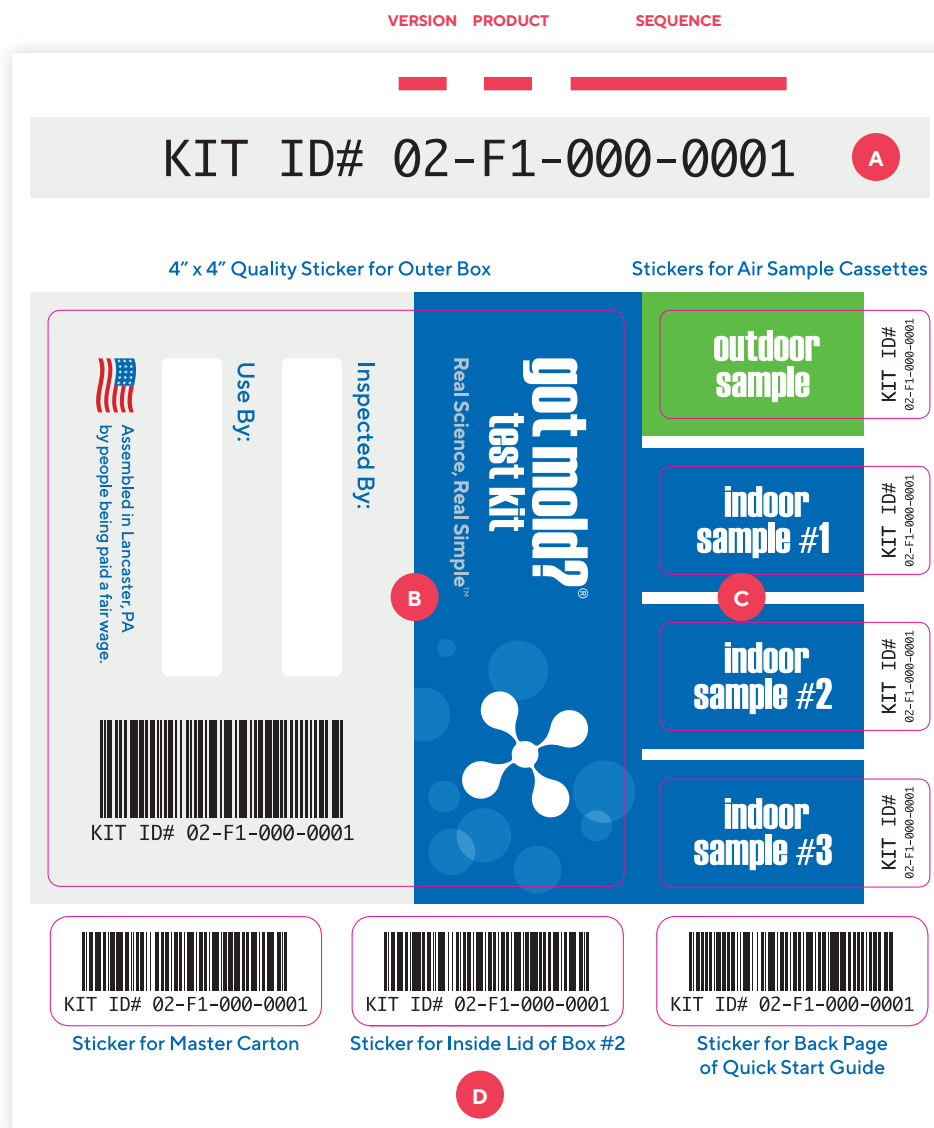 VERSION PRODUCT SEQUENCE
KIT ID# 02-F1-000-0001
A
4” x 4” Quality Sticker for Outer Box
Stickers for Air Sample Cassettes
got mold?®
test kit
Real Science, Real Simple™
Inspected By:
Use By:
Assembled in Lancaster, PA
by people being paid a fair wage.
KIT ID# 02-F1-000-0001
B
outdoor
sample
KIT ID#
02-F1-000-0001
indoor
sample #1
KIT ID#
02-F1-000-0001
C
indoor
sample #2
KIT ID#
02-F1-000-0001
indoor
sample #3
KIT ID#
02-F1-000-0001
KIT ID# 02-F1-000-0001
Sticker for Master Carton
KIT ID# 02-F1-000-0001
Sticker for Inside Lid of Box #2
KIT ID# 02-F1-000-0001
Sticker for Back Page
of Quick Start Guide
D